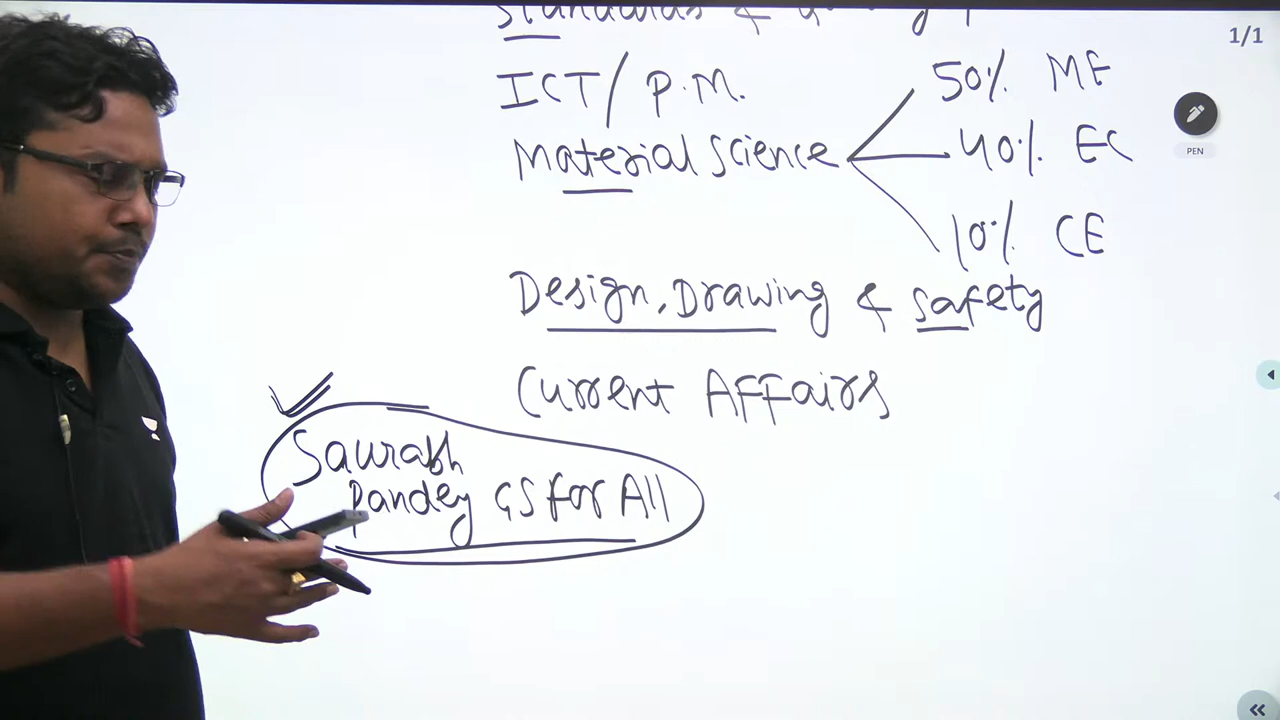 Standards &
1/1
ICT/ P.M.
50% ME
Material Science
40% EC
PEN
10% CE
Design, Drawing & Safety
Current Affairs
Saurabh
Pandey GS for All